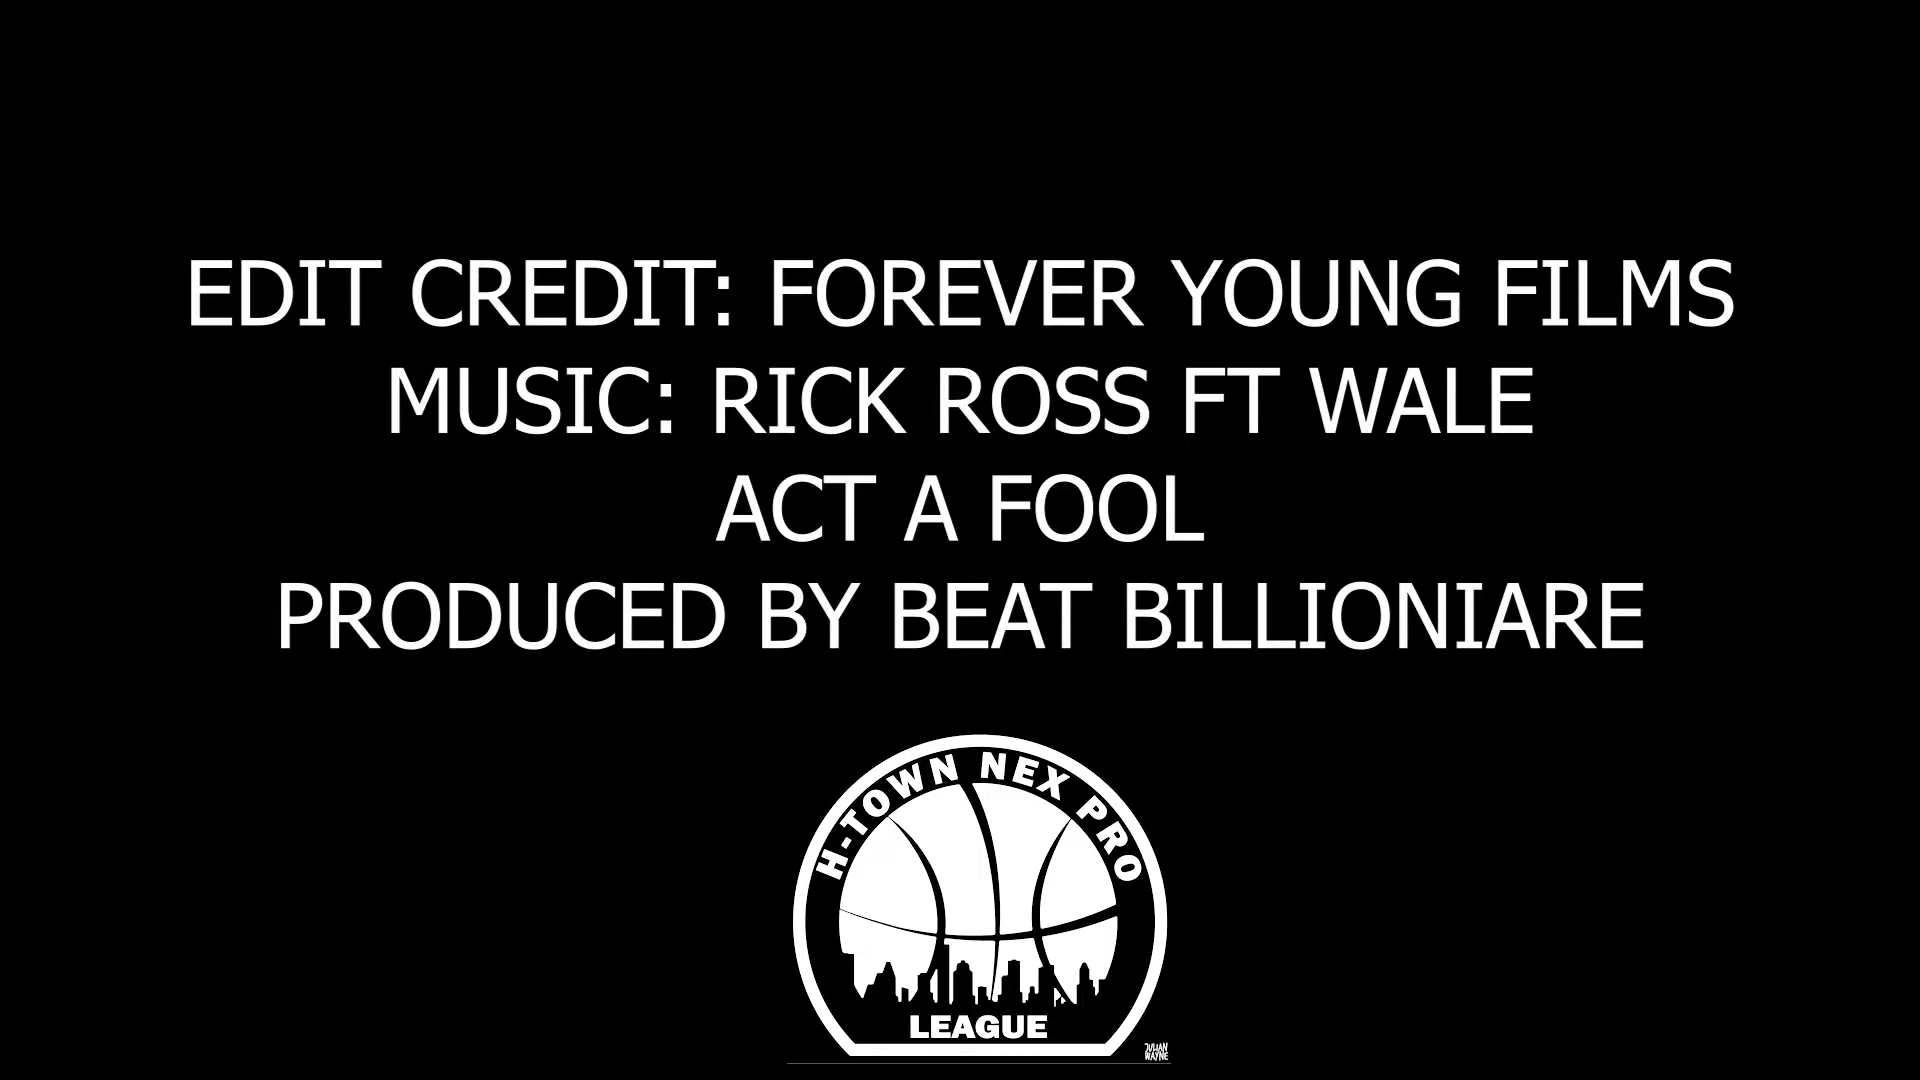 EDIT CREDIT: FOREVER YOUNG FILMS
MUSIC: RICK ROSS FT WALE
ACT A FOOL
PRODUCED BY BEAT BILLIONIARE
H-TOWN NEX PRO
LEAGUE
JULIAN
WAYNE